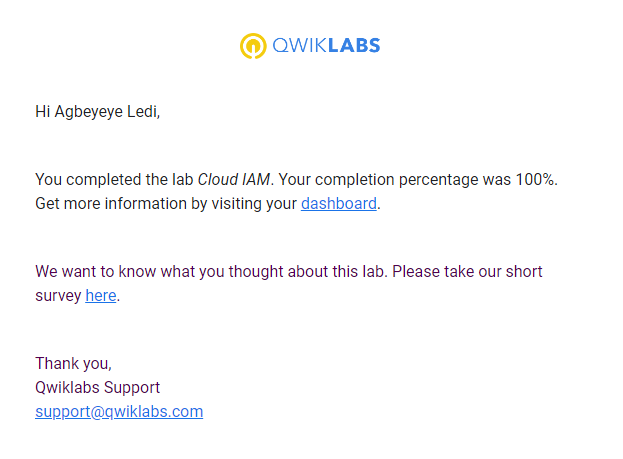 QWIKLABS
Hi Agbeyeye Ledi,
You completed the lab Cloud IAM. Your completion percentage was 100%.
Get more information by visiting your dashboard.
We want to know what you thought about this lab. Please take our short
survey here.
Thank you,
Qwiklabs Support
support@qwiklabs.com